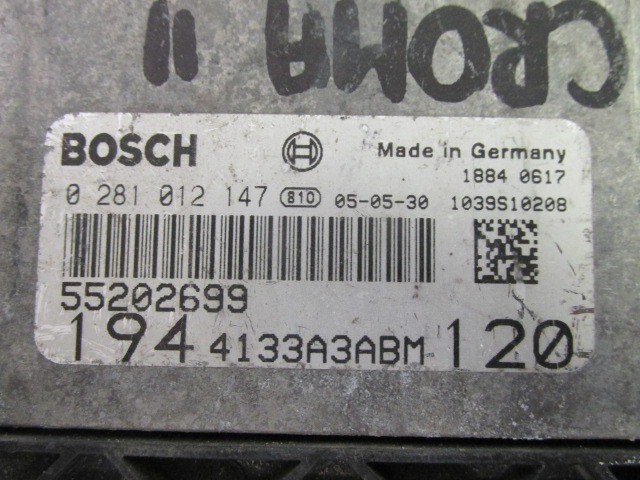 CROMA II
BOSCH Made in Germany
1884 0617
0 281 012 147 810 05-05-30 1039S10208
55202699
194 4133A3ABM 120